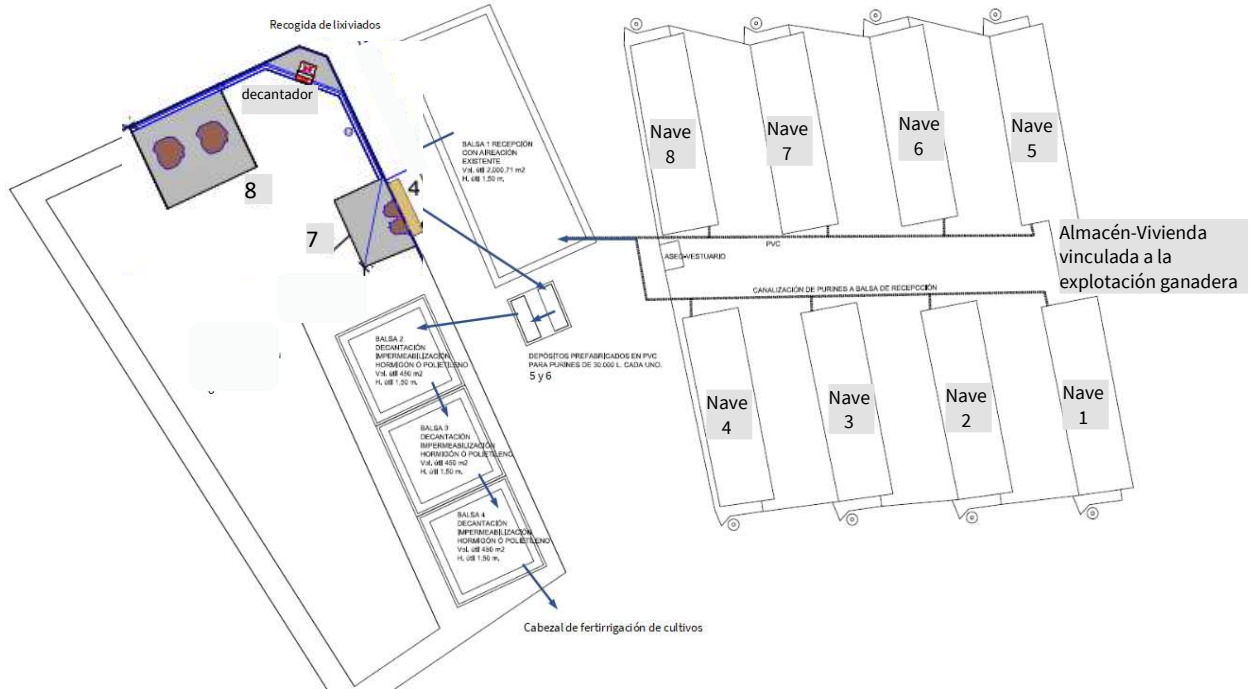 Recogida de lixiviados
decantador
8
7
4
BALSA 1 RECEPCIÓN
CON AIREACIÓN
EXISTENTE
Vol. útil 2,000,71 m2
H. útil 1,50 m.
Nave
8
Nave
7
Nave
6
Nave
5
PVC
ASEO-VESTUARIO
CANALIZACIÓN DE PURINES A BALSA DE RECEPCCIÓN
Almacén-Vivienda
vinculada a la
explotación ganadera
BALSA 2
DECANTACIÓN
IMPERMEABILIZACIÓN
HORMIGÓN O POLIETILENO
Vol. útil 450 m2
H. útil 1,50 m.
DEPÓSITOS PREFABRICADOS EN PVC
PARA PURINES DE 30.000 L. CADA UNO.
5 y 6
BALSA 3
DECANTACIÓN
IMPERMEABILIZACIÓN
HORMIGÓN O POLIETILENO
Vol. útil 450 m2
H. útil 1,50 m.
BALSA 4
DECANTACIÓN
IMPERMEABILIZACIÓN
HORMIGÓN O POLIETILENO
Vol. útil 450 m2
H. útil 1,50 m.
Nave
4
Nave
3
Nave
2
Nave
1
Cabezal de fertirrigación de cultivos